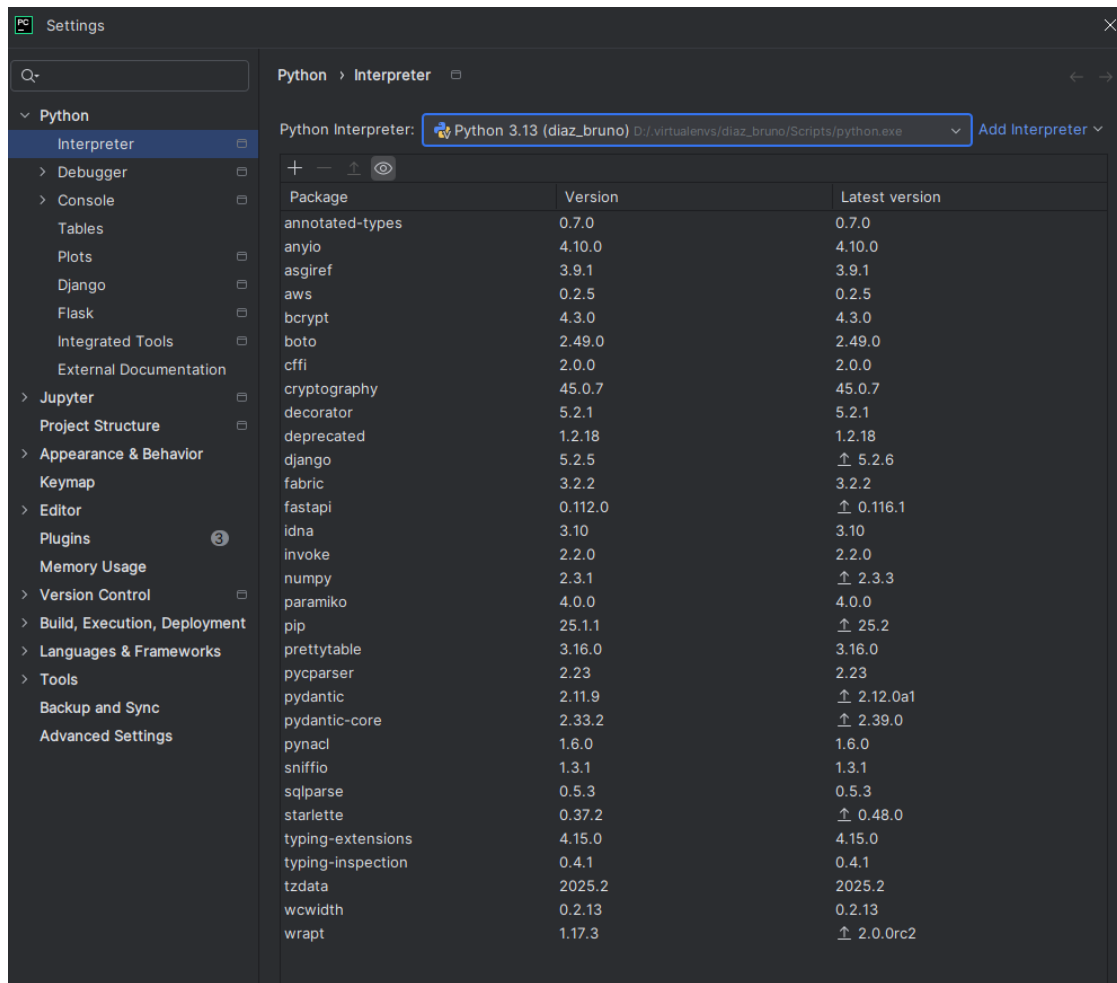 PC Settings
Python › Interpreter
Python
Interpreter
Debugger
Console
Tables
Plots
Django
Flask
Integrated Tools
External Documentation
Jupyter
Project Structure
Appearance & Behavior
Keymap
Editor
Plugins 3
Memory Usage
Version Control
Build, Execution, Deployment
Languages & Frameworks
Tools
Backup and Sync
Advanced Settings
Python Interpreter: Python 3.13 (diaz_bruno) D:/.virtualenvs/diaz_bruno/Scripts/python.exe Add Interpreter
Package Version Latest version
annotated-types 0.7.0 0.7.0
anyio 4.10.0 4.10.0
asgiref 3.9.1 3.9.1
aws 0.2.5 0.2.5
bcrypt 4.3.0 4.3.0
boto 2.49.0 2.49.0
cffi 2.0.0 2.0.0
cryptography 45.0.7 45.0.7
decorator 5.2.1 5.2.1
deprecated 1.2.18 1.2.18
django 5.2.5 ↑ 5.2.6
fabric 3.2.2 3.2.2
fastapi 0.112.0 ↑ 0.116.1
idna 3.10 3.10
invoke 2.2.0 2.2.0
numpy 2.3.1 ↑ 2.3.3
paramiko 4.0.0 4.0.0
pip 25.1.1 ↑ 25.2
prettytable 3.16.0 3.16.0
pycparser 2.23 2.23
pydantic 2.11.9 ↑ 2.12.0a1
pydantic-core 2.33.2 ↑ 2.39.0
pynacl 1.6.0 1.6.0
sniffio 1.3.1 1.3.1
sqlparse 0.5.3 0.5.3
starlette 0.37.2 ↑ 0.48.0
typing-extensions 4.15.0 4.15.0
typing-inspection 0.4.1 0.4.1
tzdata 2025.2 2025.2
wcwidth 0.2.13 0.2.13
wrapt 1.17.3 ↑ 2.0.0rc2